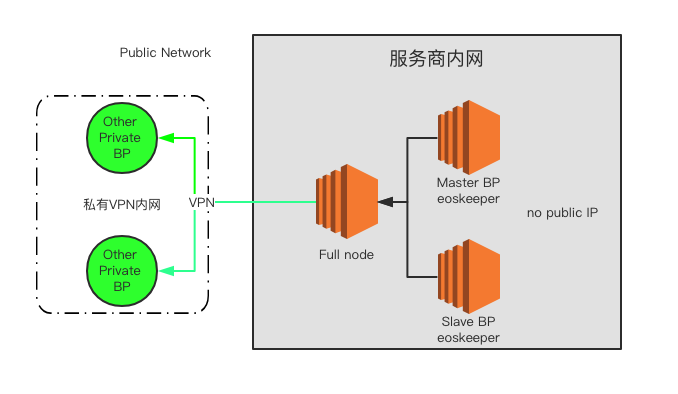 Public Network
服务商内网
Other
Private
BP
私有VPN内网
VPN
Other
Private
BP
Full node
Master BP
eoskeeper
no public IP
Slave BP
eoskeeper